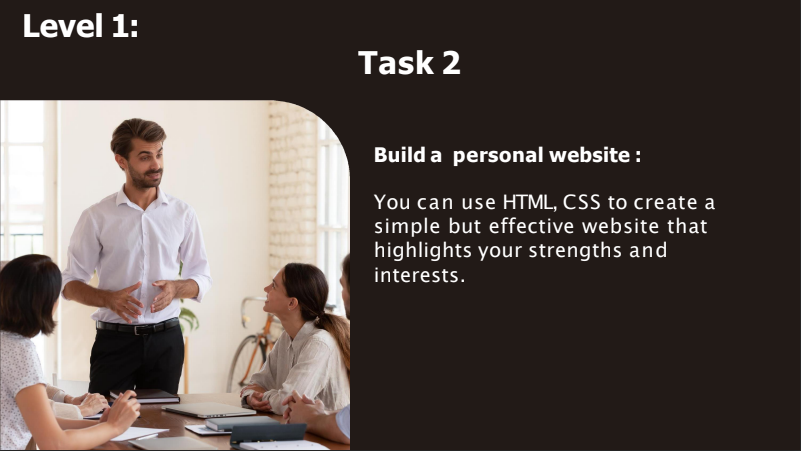 Level 1:
Task 2
Build a personal website :
You can use HTML, CSS to create a
simple but effective website that
highlights your strengths and
interests.